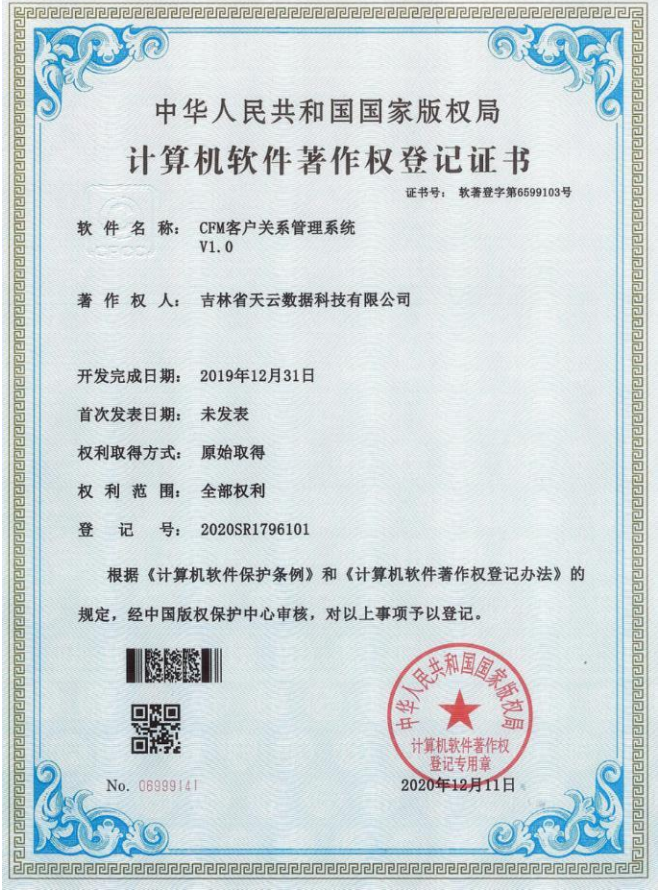 中华人民共和国国家版权局
计算机软件著作权登记证书
证书号： 软著登字第6599103号
软件名称： CFM客户关系管理系统
V1.0
著作权人： 吉林省天云数据科技有限公司
开发完成日期： 2019年12月31日
首次发表日期： 未发表
权利取得方式： 原始取得
权利范围： 全部权利
登记号： 2020SR1796101
根据《计算机软件保护条例》和《计算机软件著作权登记办法》的
规定，经中国版权保护中心审核，对以上事项予以登记。
中华人民共和国国家版权局
计算机软件著作权
登记专用章
No. 06999141
2020年12月11日